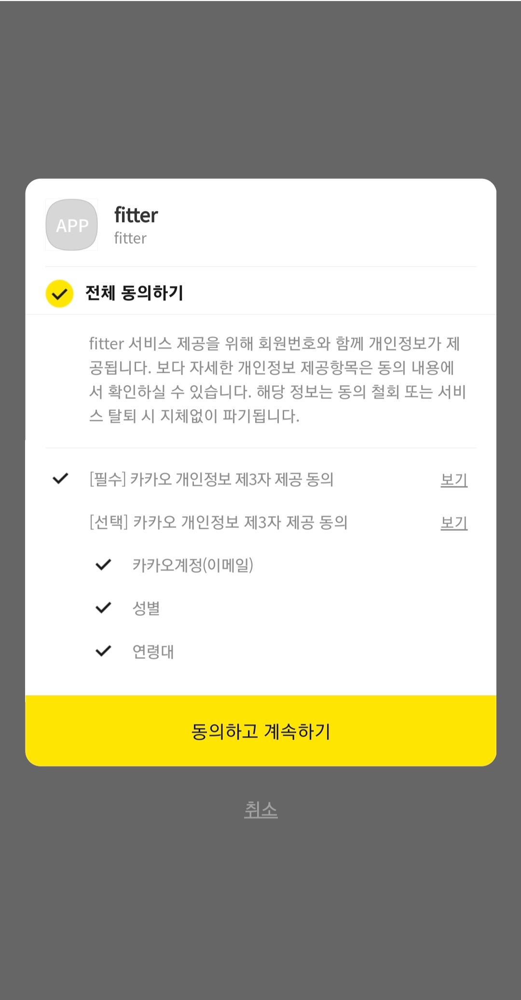 APP
fitter
fitter
전체 동의하기
fitter 서비스 제공을 위해 회원번호와 함께 개인정보가 제
공됩니다. 보다 자세한 개인정보 제공항목은 동의 내용에
서 확인하실 수 있습니다. 해당 정보는 동의 철회 또는 서비
스 탈퇴 시 지체없이 파기됩니다.
[필수] 카카오 개인정보 제3자 제공 동의 보기
[선택] 카카오 개인정보 제3자 제공 동의 보기
카카오계정(이메일)
성별
연령대
동의하고 계속하기
취소